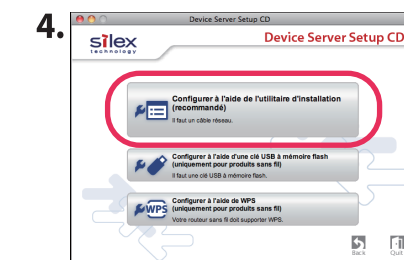 4.
Device Server Setup CD
silex
technology
Device Server Setup CD
Configurer à l'aide de l'utilitaire d'installation
(recommandé)
Il faut un câble réseau.
Configurer à l'aide d'une clé USB à mémoire flash
(uniquement pour produits sans fil)
Il faut une clé USB à mémoire flash.
WPS
Configurer à l'aide de WPS
(uniquement pour produits sans fil)
Votre routeur sans fil doit supporter WPS.
Back
Quit